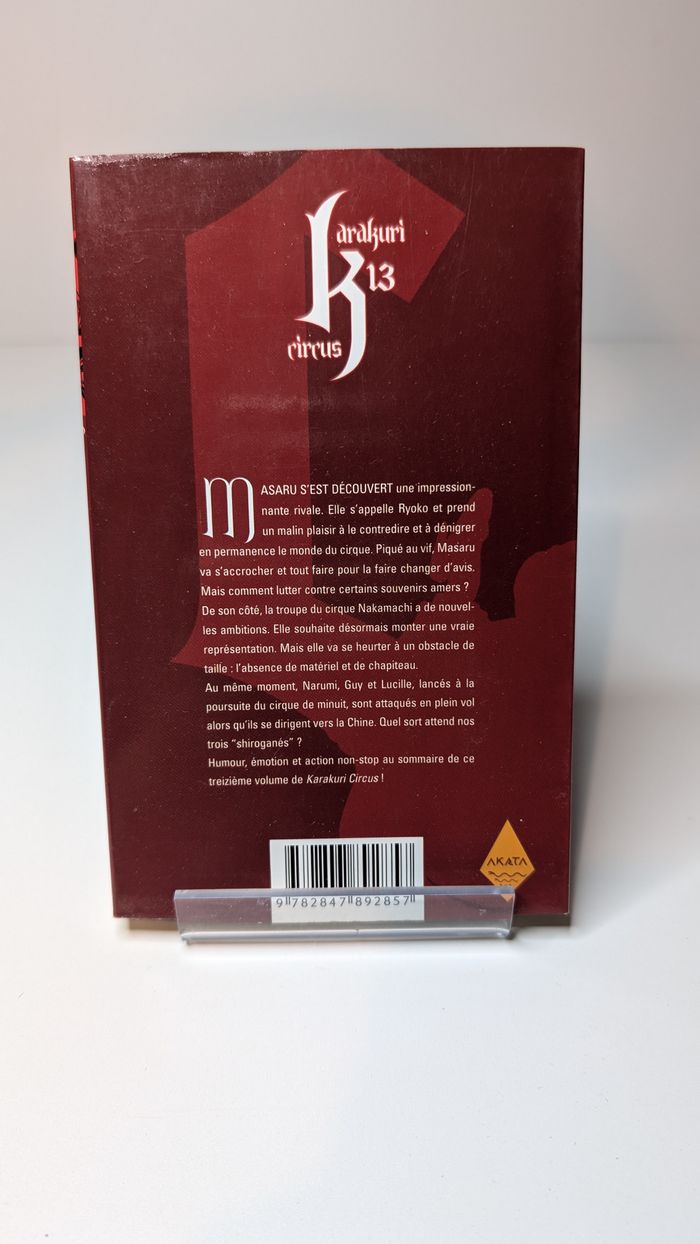 Karakuri
13
circus
MASARU S'EST DÉCOUVERT une impression-
nante rivale. Elle s'appelle Ryoko et prend
un malin plaisir à le contredire et à dénigrer
en permanence le monde du cirque. Piqué au vif, Masaru
va s'accrocher et tout faire pour la faire changer d'avis.
Mais comment lutter contre certains souvenirs amers ?
De son côté, la troupe du cirque Nakamachi a de nouvel-
les ambitions. Elle souhaite désormais monter une vraie
représentation. Mais elle va se heurter à un obstacle de
taille : l'absence de matériel et de chapiteau.
Au même moment, Narumi, Guy et Lucille, lancés à la
poursuite du cirque de minuit, sont attaqués en plein vol
alors qu'ils se dirigent vers la Chine. Quel sort attend nos
trois "shiroganés" ?
Humour, émotion et action non-stop au sommaire de ce
treizième volume de Karakuri Circus !
AKATA
9 782847 892857